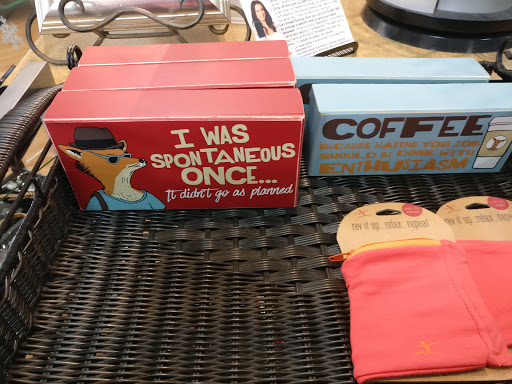 I WAS
SPONTANEOUS
ONCE...
It didn't go as planned
COFFEE
BECAUSE HATING YOUR JOB
SHOULD BE DONE WITH
ENTHUSIASM
rev it up..relax..repeat
rev it up..relax..repeat